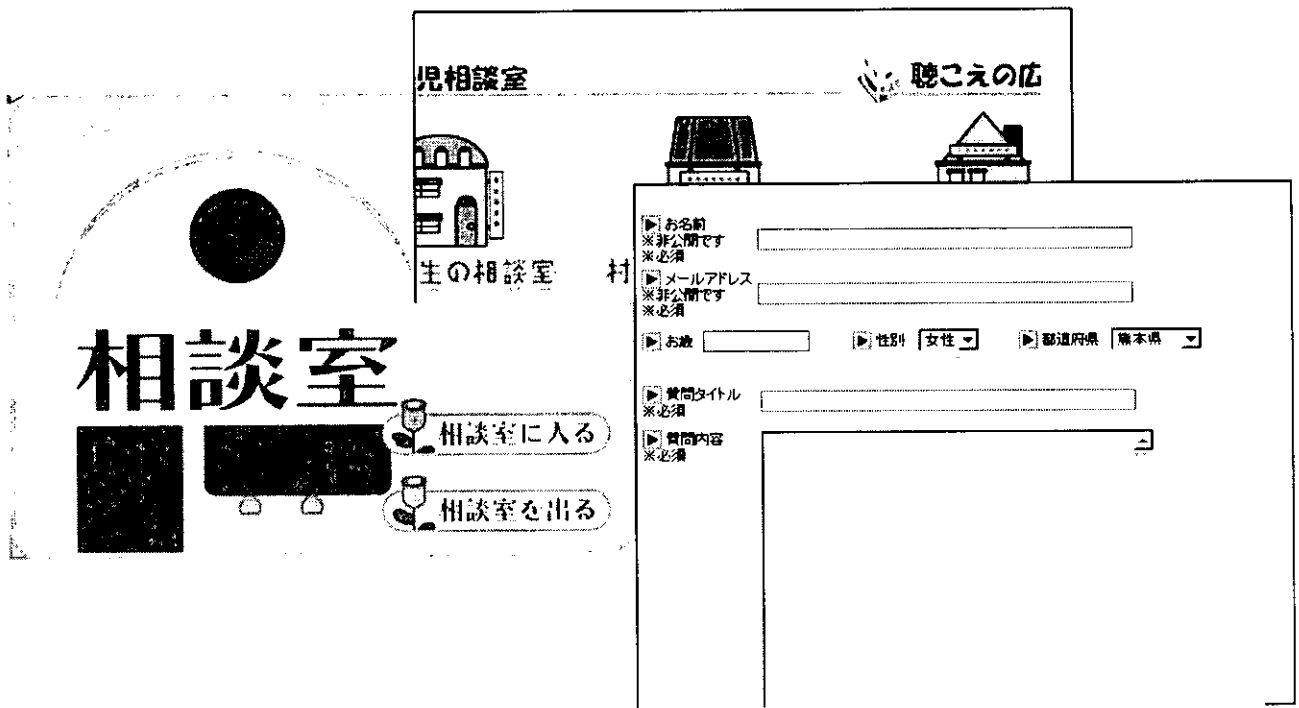 児相談室
聴こえの広
生の相談室
村
相談室
相談室に入る
相談室を出る
お名前
※非公開です
※必須
メールアドレス
※非公開です
※必須
お歳
性別
女性
都道府県
熊本県
質問タイトル
※必須
質問内容
※必須